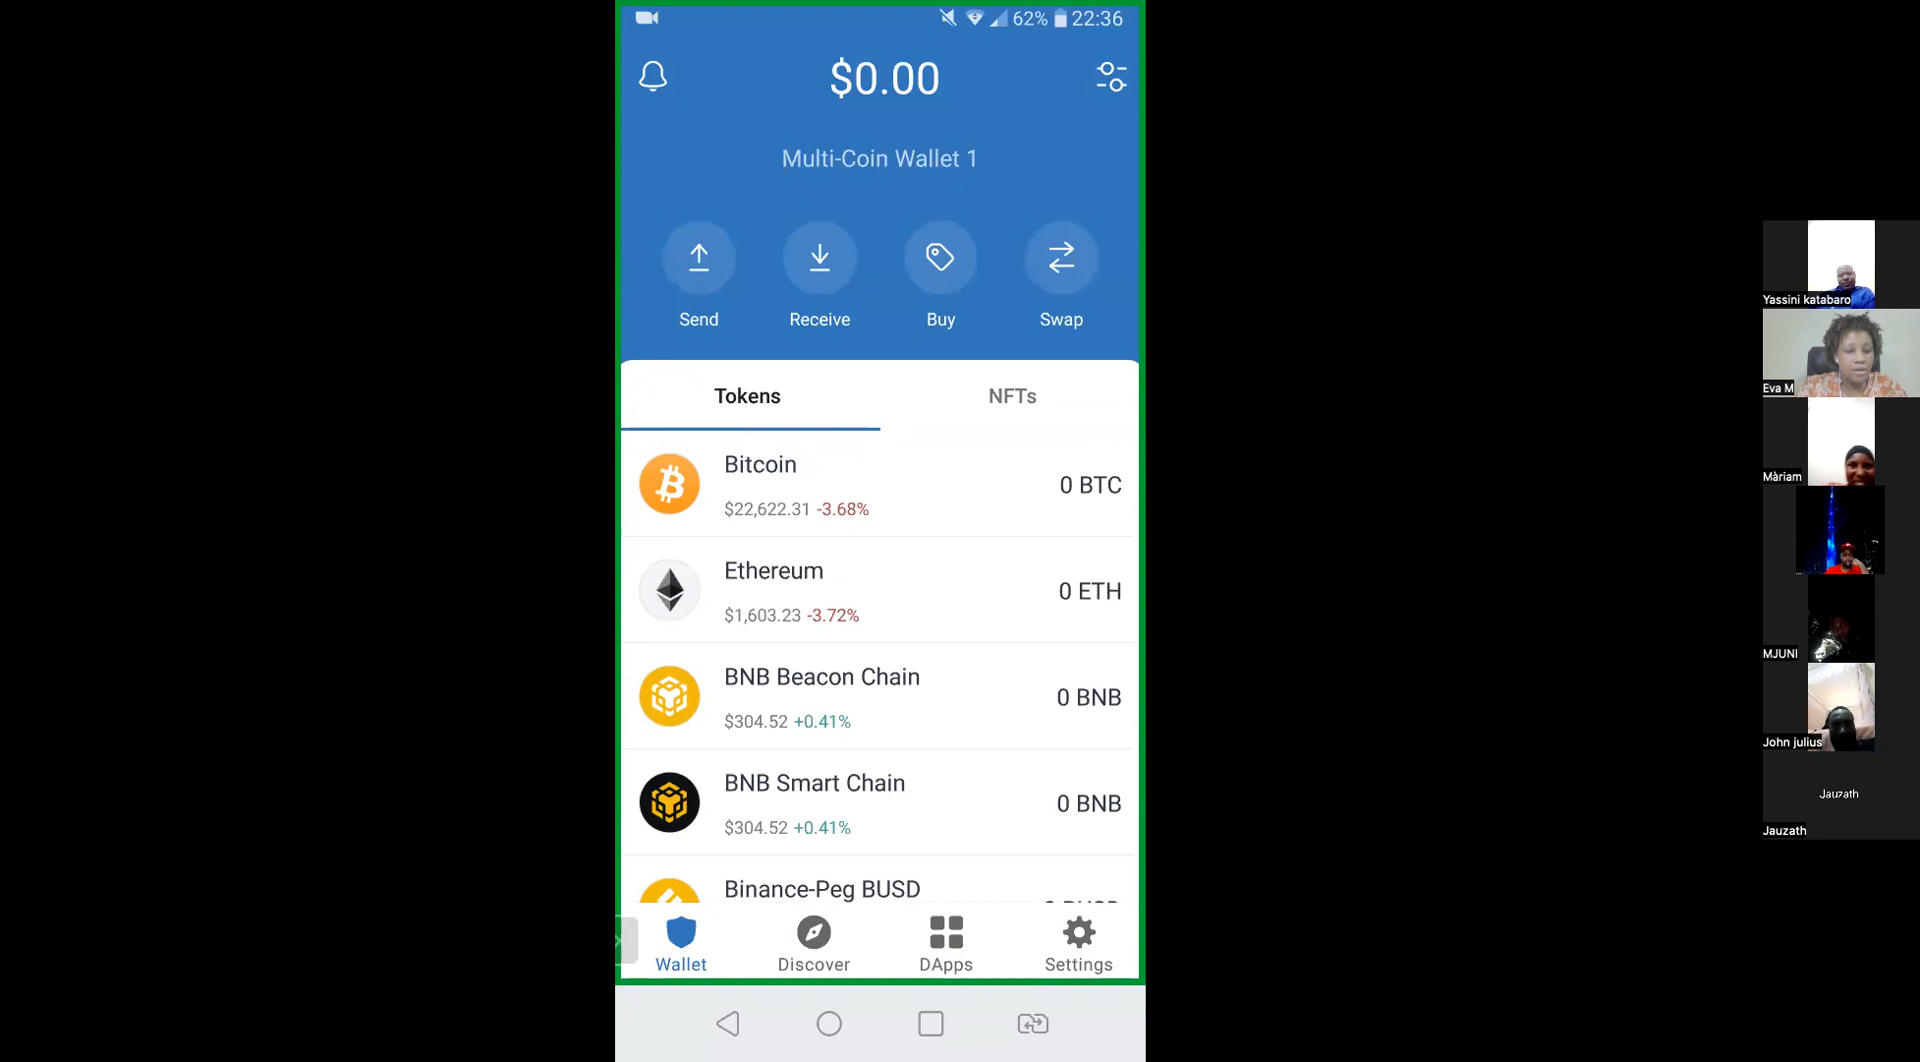 62% 22:36
$0.00
Multi-Coin Wallet 1
Send Receive Buy Swap
Tokens NFTs
Bitcoin
0 BTC
$22,622.31 -3.68%
Ethereum
0 ETH
$1,603.23 -3.72%
BNB Beacon Chain
0 BNB
$304.52 +0.41%
BNB Smart Chain
0 BNB
$304.52 +0.41%
Binance-Peg BUSD
Wallet Discover DApps Settings
Yassini katabaro
Eva M
Màriam
MJUNI
John julius
Jauzath
Jauzath